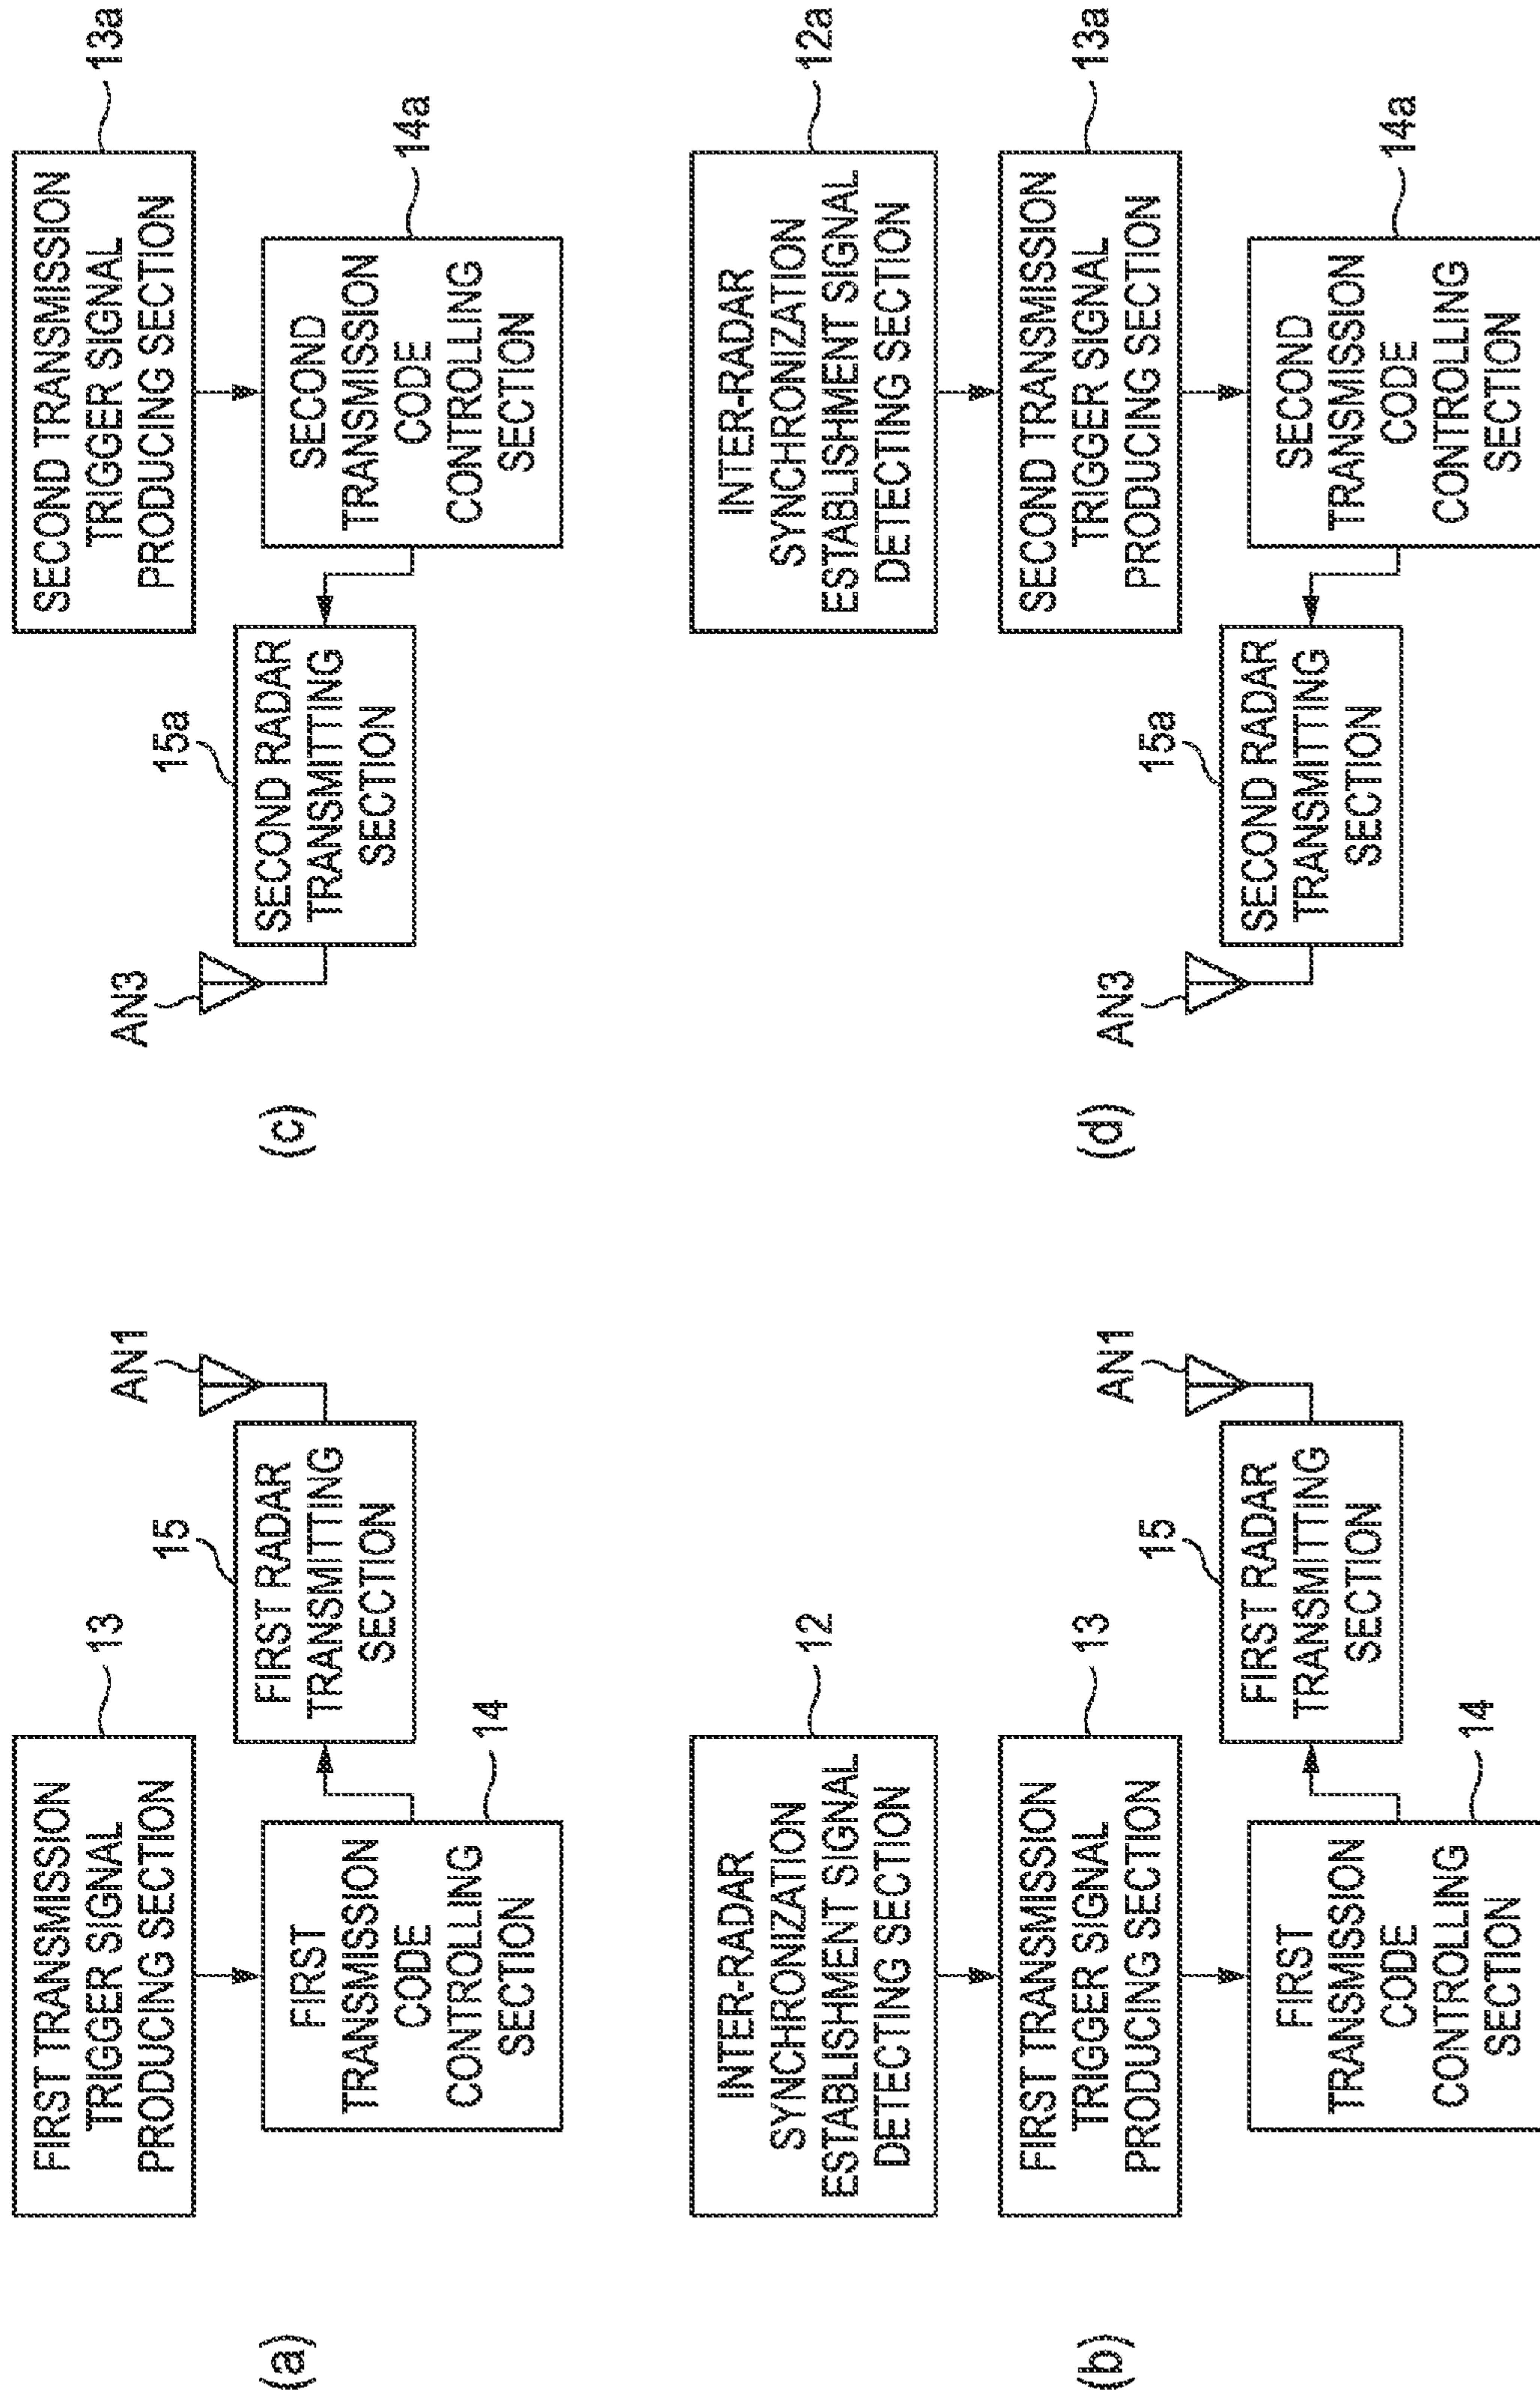 (a)
FIRST TRANSMISSION
TRIGGER SIGNAL
PRODUCING SECTION
13
FIRST
TRANSMISSION
CODE
CONTROLLING
SECTION
14
15
FIRST RADAR
TRANSMITTING
SECTION
AN1
(c)
SECOND TRANSMISSION
TRIGGER SIGNAL
PRODUCING SECTION
13a
SECOND
TRANSMISSION
CODE
CONTROLLING
SECTION
14a
15a
SECOND RADAR
TRANSMITTING
SECTION
AN3
(b)
INTER-RADAR
SYNCHRONIZATION
ESTABLISHMENT SIGNAL
DETECTING SECTION
12
FIRST TRANSMISSION
TRIGGER SIGNAL
PRODUCING SECTION
13
FIRST
TRANSMISSION
CODE
CONTROLLING
SECTION
14
15
FIRST RADAR
TRANSMITTING
SECTION
AN1
(d)
INTER-RADAR
SYNCHRONIZATION
ESTABLISHMENT SIGNAL
DETECTING SECTION
12a
SECOND TRANSMISSION
TRIGGER SIGNAL
PRODUCING SECTION
13a
SECOND
TRANSMISSION
CODE
CONTROLLING
SECTION
14a
15a
SECOND RADAR
TRANSMITTING
SECTION
AN3